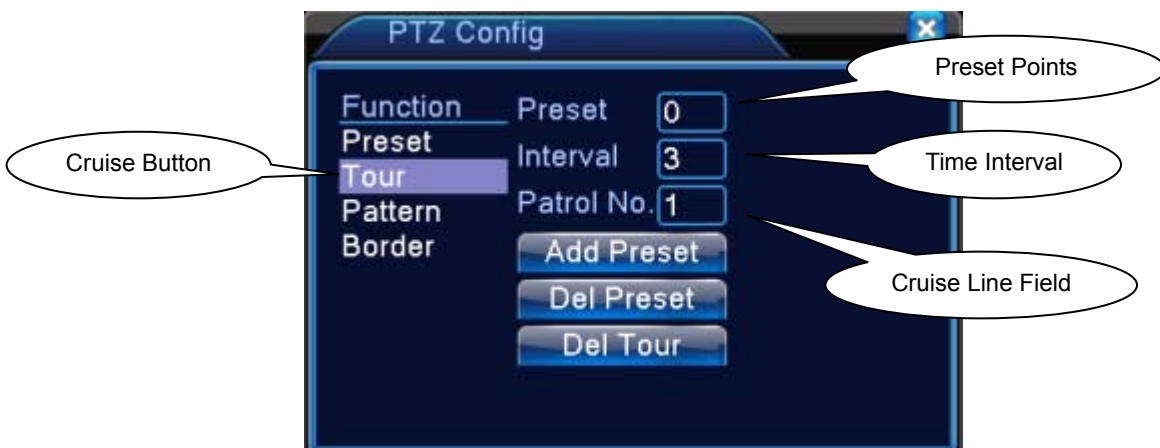 PTZ Config
Preset Points
Function
Preset 0
Preset
Cruise Button
Interval 3
Time Interval
Tour
Patrol No. 1
Pattern
Border
Add Preset
Cruise Line Field
Del Preset
Del Tour